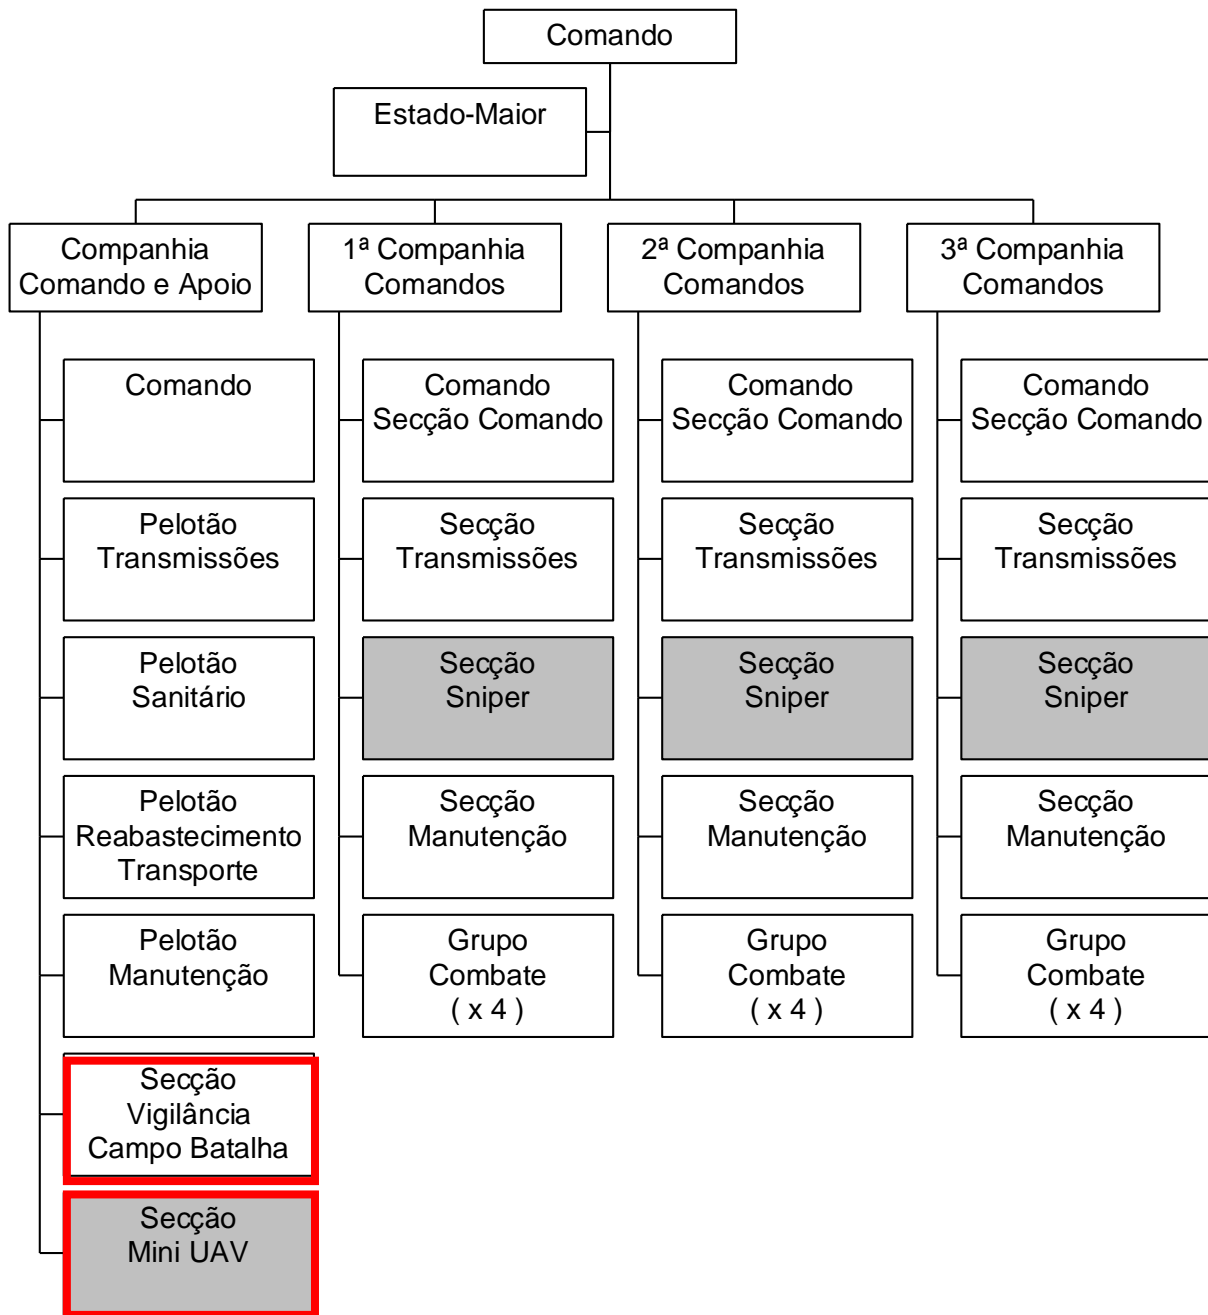 Comando
Estado-Maior
Companhia
Comando e Apoio
1ª Companhia
Comandos
2ª Companhia
Comandos
3ª Companhia
Comandos
Comando
Pelotão
Transmissões
Pelotão
Sanitário
Pelotão
Reabastecimento
Transporte
Pelotão
Manutenção
Secção
Vigilância
Campo Batalha
Secção
Mini UAV
Comando
Secção Comando
Secção
Transmissões
Secção
Sniper
Secção
Manutenção
Grupo
Combate
( x 4 )
Comando
Secção Comando
Secção
Transmissões
Secção
Sniper
Secção
Manutenção
Grupo
Combate
( x 4 )
Comando
Secção Comando
Secção
Transmissões
Secção
Sniper
Secção
Manutenção
Grupo
Combate
( x 4 )